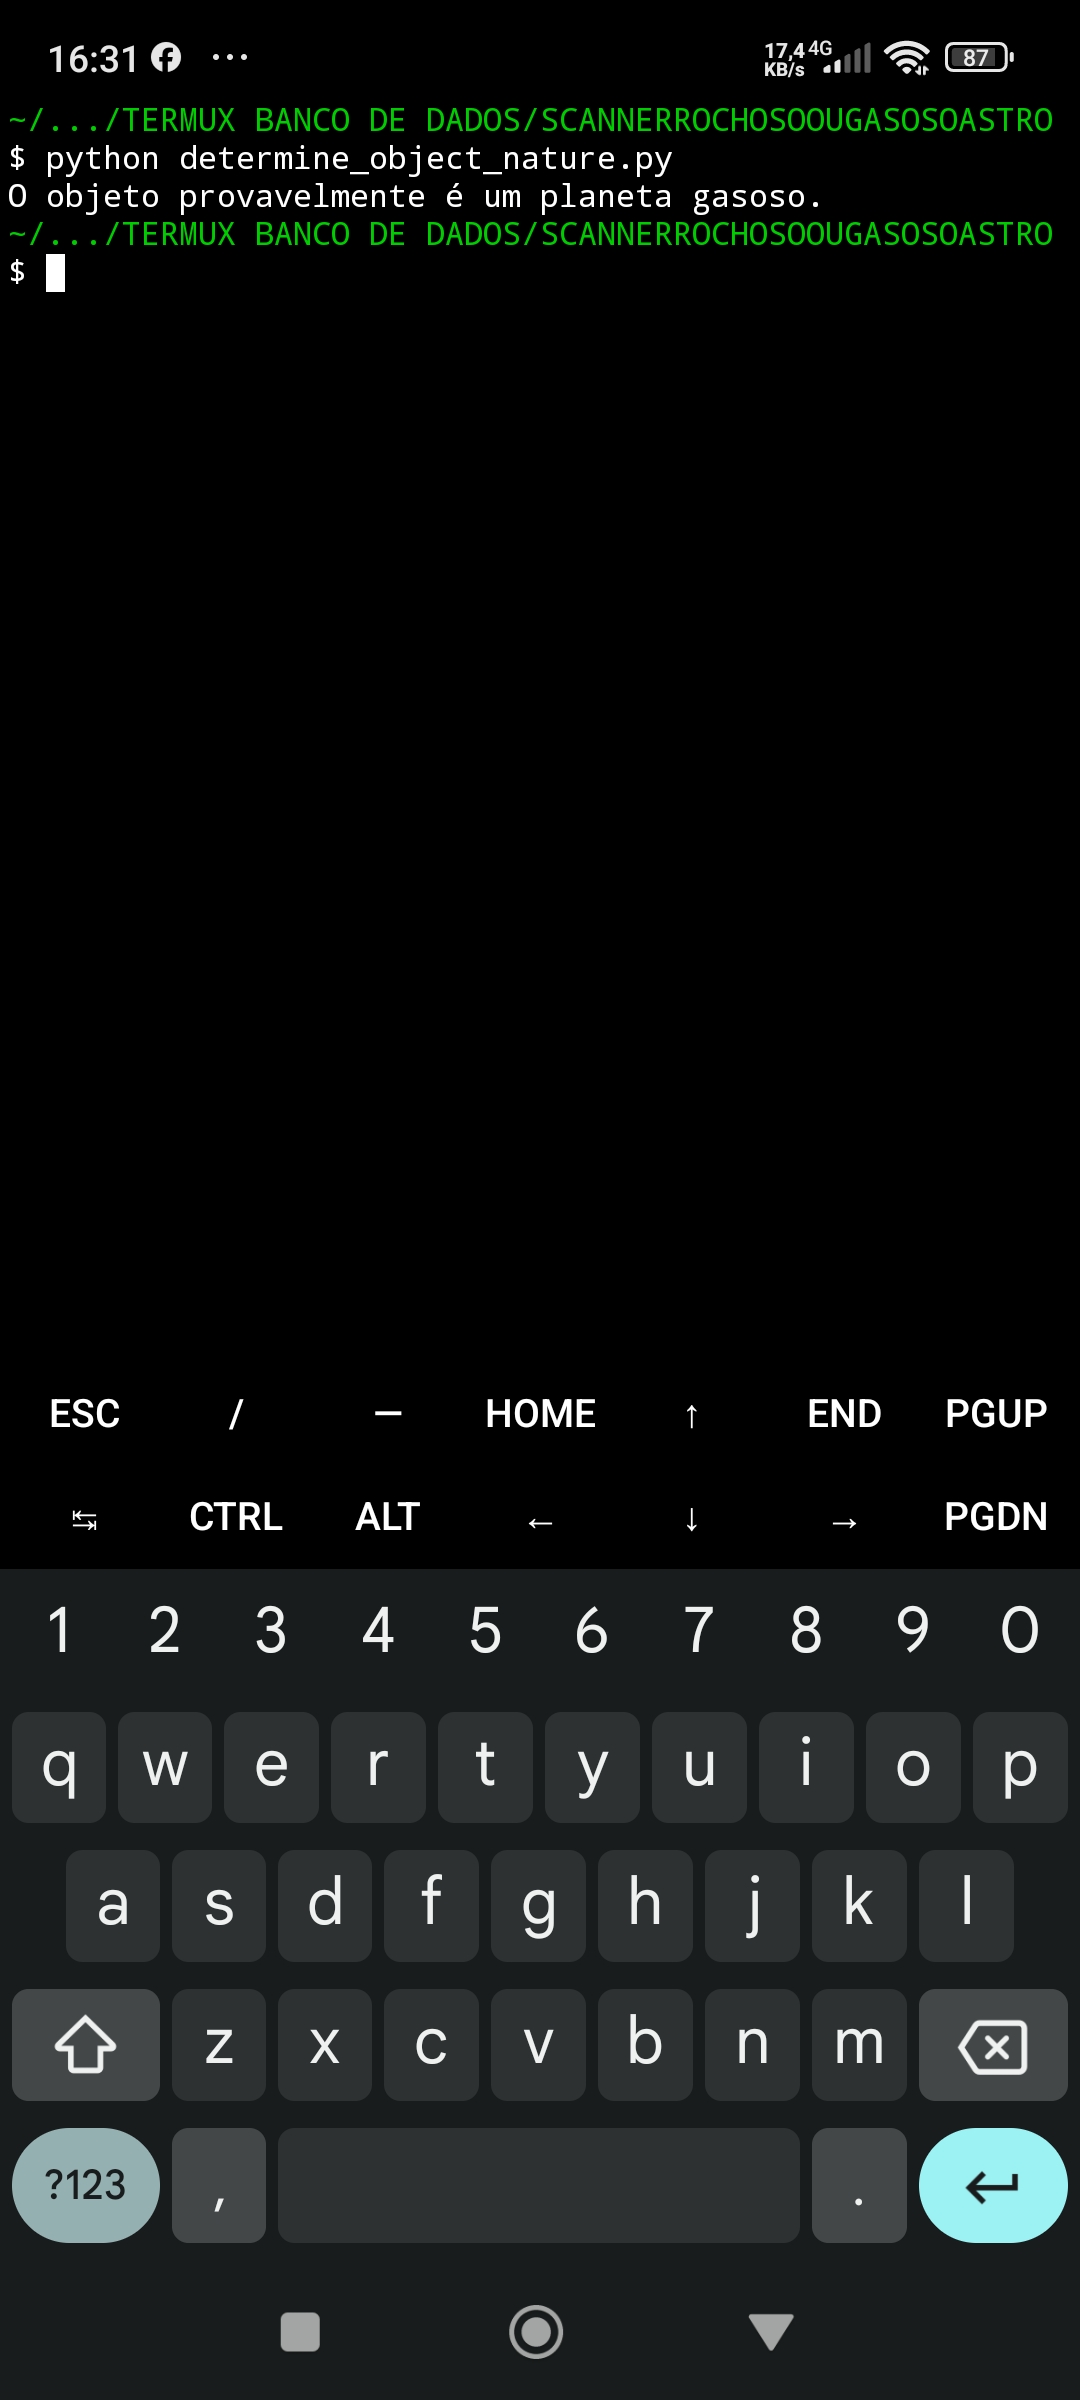 16:31 ... 17,4 KB/s 4G 87
~/.../TERMUX BANCO DE DADOS/SCANNERROCHOSOOUGASOSOASTRO
$ python determine_object_nature.py
O objeto provavelmente é um planeta gasoso.
~/.../TERMUX BANCO DE DADOS/SCANNERROCHOSOOUGASOSOASTRO
$
ESC / — HOME ↑ END PGUP
↹ CTRL ALT ← ↓ → PGDN
1 2 3 4 5 6 7 8 9 0
q w e r t y u i o p
a s d f g h j k l
z x c v b n m
?123 , .